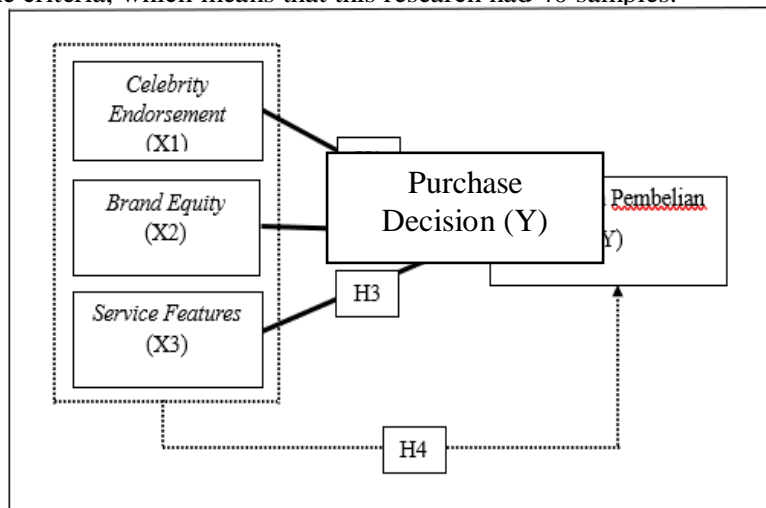 criteria, which means that this research had 40 samples.
Celebrity
Endorsement
(X1)
Brand Equity
(X2)
Service Features
(X3)
Purchase
Decision (Y)
Pembelian
Y)
H3
H4